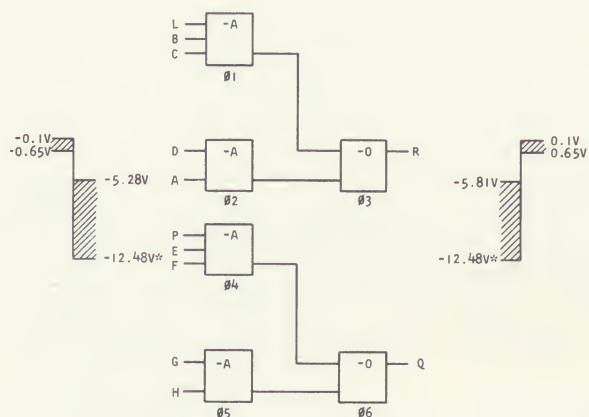 L
B
C
-A
Ø1
-0.1V
-0.65V
-5.28V
-12.48V*
D
A
-A
Ø2
-O
R
Ø3
0.1V
0.65V
-5.81V
-12.48V*
P
E
F
-A
Ø4
G
H
-A
Ø5
-O
Q
Ø6